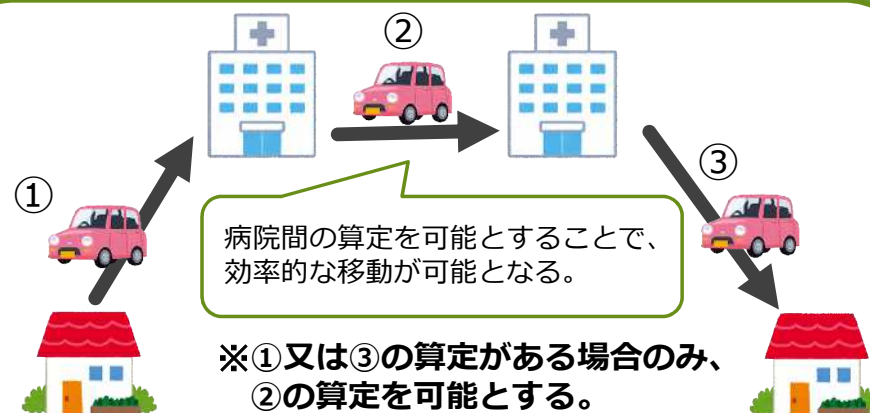 ②
①
③
病院間の算定を可能とすることで、
効率的な移動が可能となる。
※①又は③の算定がある場合のみ、
②の算定を可能とする。